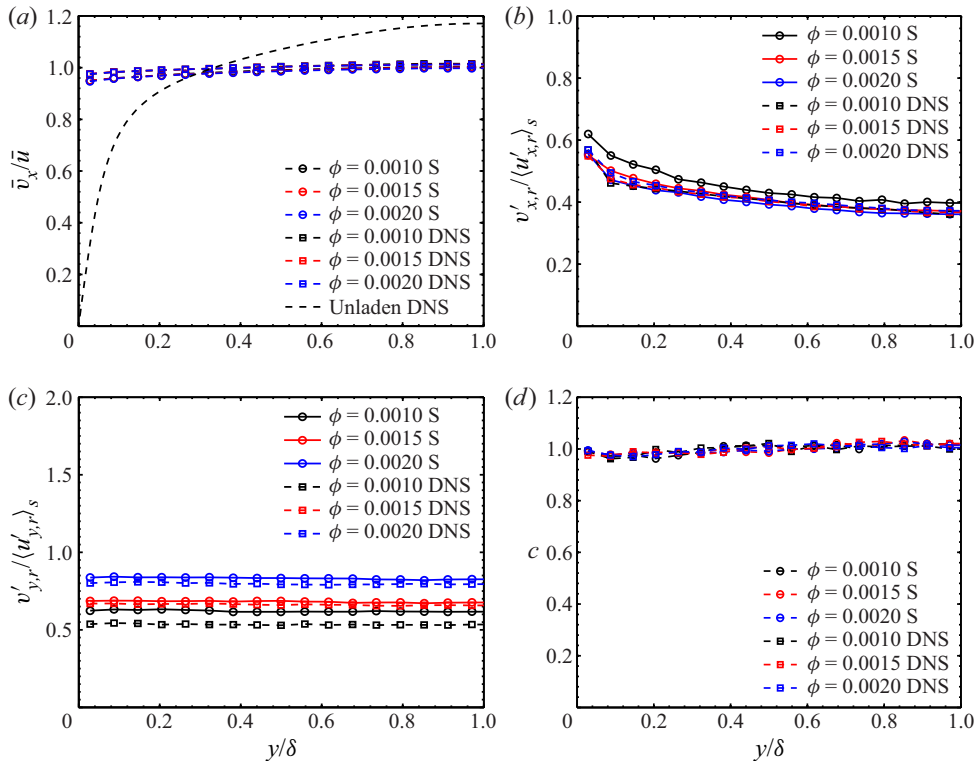 (a)
1.2
1.0
0.8
0.6
0.4
0.2
0
0.2
0.4
0.6
0.8
1.0
v̄ₓ/ū
ϕ = 0.0010 S
ϕ = 0.0015 S
ϕ = 0.0020 S
ϕ = 0.0010 DNS
ϕ = 0.0015 DNS
ϕ = 0.0020 DNS
Unladen DNS
(b)
1.0
0.8
0.6
0.4
0.2
0
0.2
0.4
0.6
0.8
1.0
v′x,r/⟨u′x,r⟩s
ϕ = 0.0010 S
ϕ = 0.0015 S
ϕ = 0.0020 S
ϕ = 0.0010 DNS
ϕ = 0.0015 DNS
ϕ = 0.0020 DNS
(c)
2.0
1.5
1.0
0.5
0
0.2
0.4
0.6
0.8
1.0
v′y,r/⟨u′y,r⟩s
y/δ
ϕ = 0.0010 S
ϕ = 0.0015 S
ϕ = 0.0020 S
ϕ = 0.0010 DNS
ϕ = 0.0015 DNS
ϕ = 0.0020 DNS
(d)
1.2
1.0
0.8
0.6
0.4
0.2
0
0.2
0.4
0.6
0.8
1.0
c
y/δ
ϕ = 0.0010 S
ϕ = 0.0015 S
ϕ = 0.0020 S
ϕ = 0.0010 DNS
ϕ = 0.0015 DNS
ϕ = 0.0020 DNS